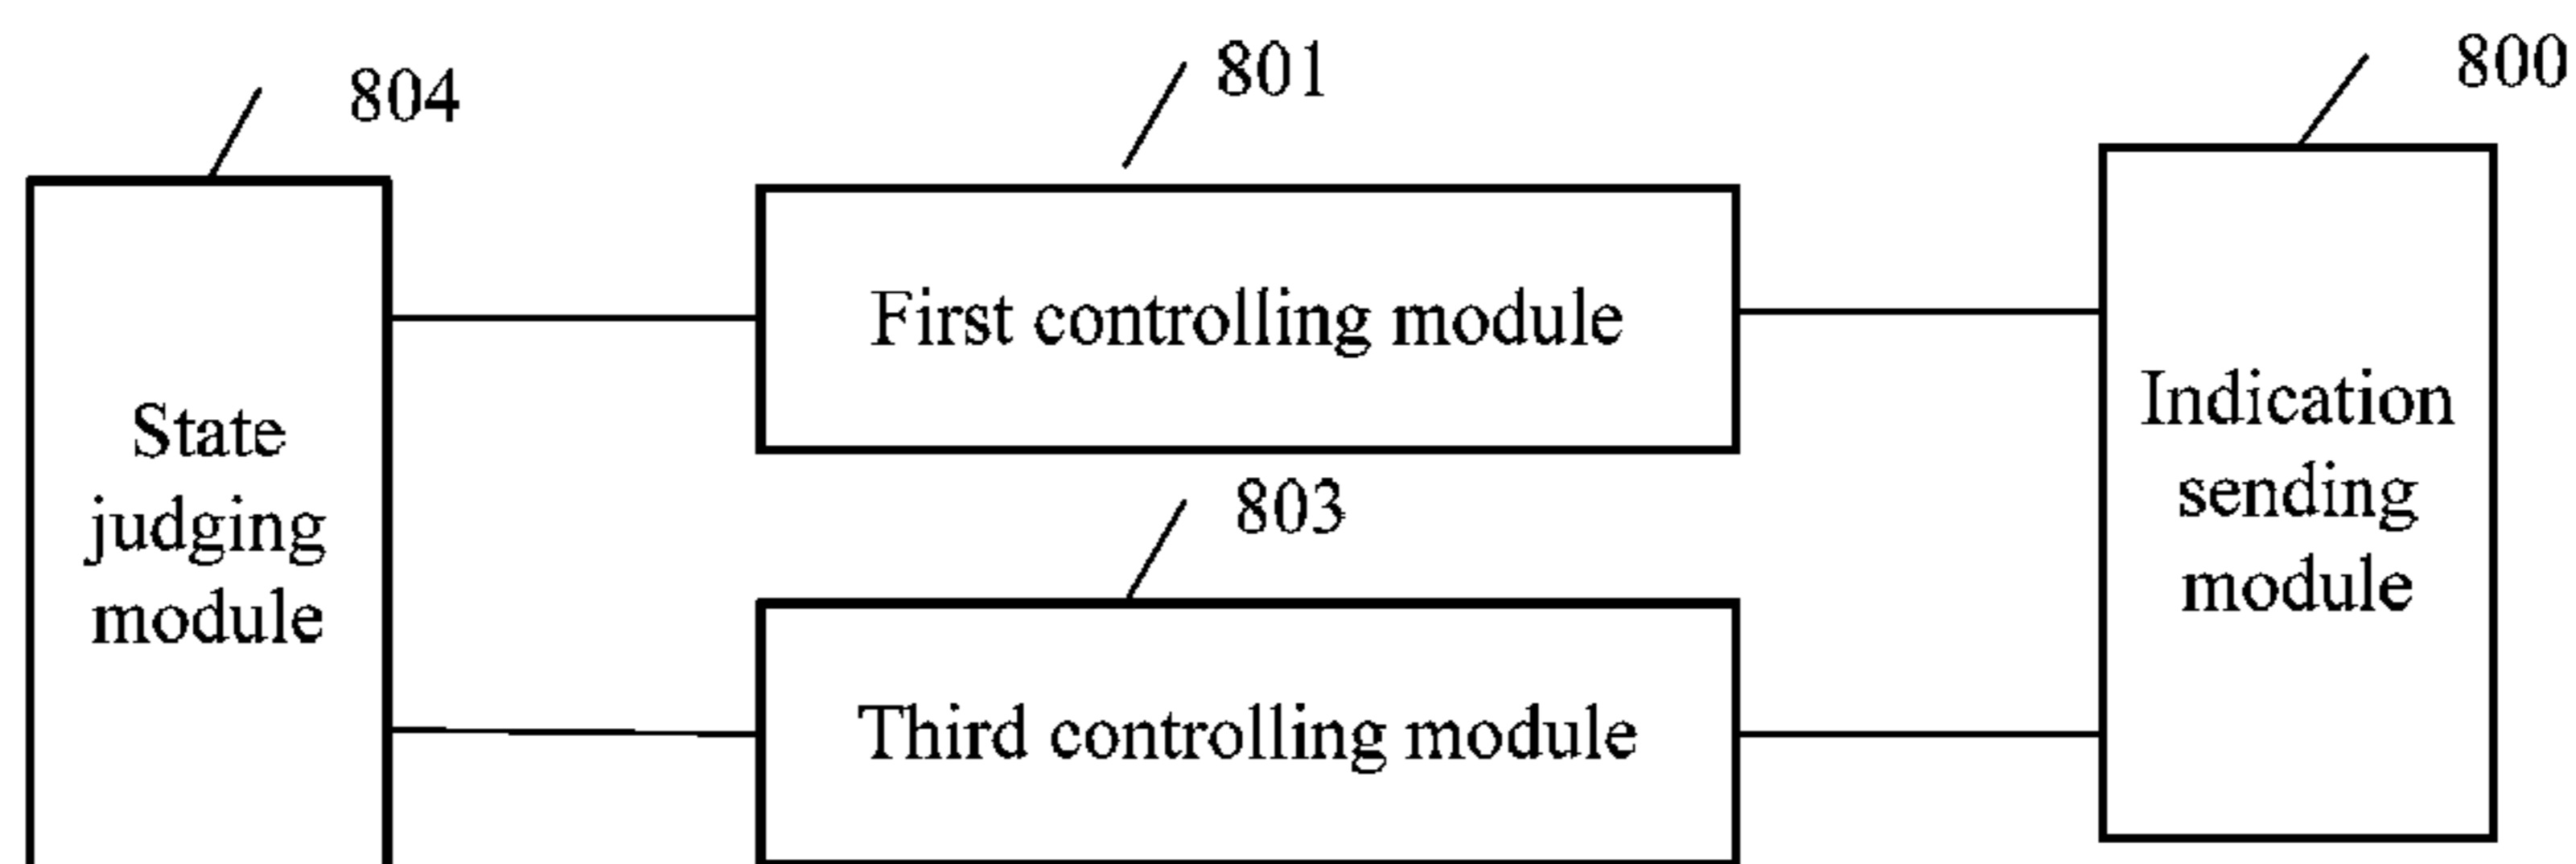 804
801
800
State
judging
module
First controlling module
Indication
sending
module
803
Third controlling module